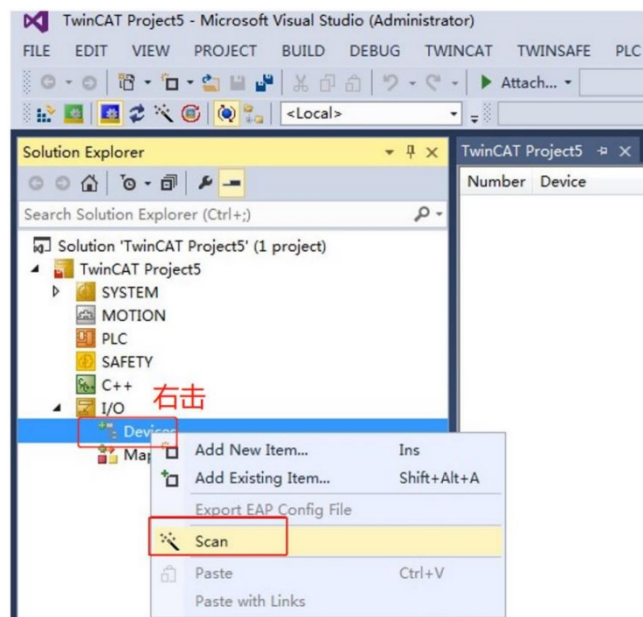 TwinCAT Project5 - Microsoft Visual Studio (Administrator)
FILE EDIT VIEW PROJECT BUILD DEBUG TWINCAT TWINSAFE PLC
Attach...
<Local>
Solution Explorer
TwinCAT Project5
Number Device
Search Solution Explorer (Ctrl+;)
Solution 'TwinCAT Project5' (1 project)
TwinCAT Project5
SYSTEM
MOTION
PLC
SAFETY
C++
右击
I/O
Devices
Map
Add New Item... Ins
Add Existing Item... Shift+Alt+A
Export EAP Config File
Scan
Paste Ctrl+V
Paste with Links